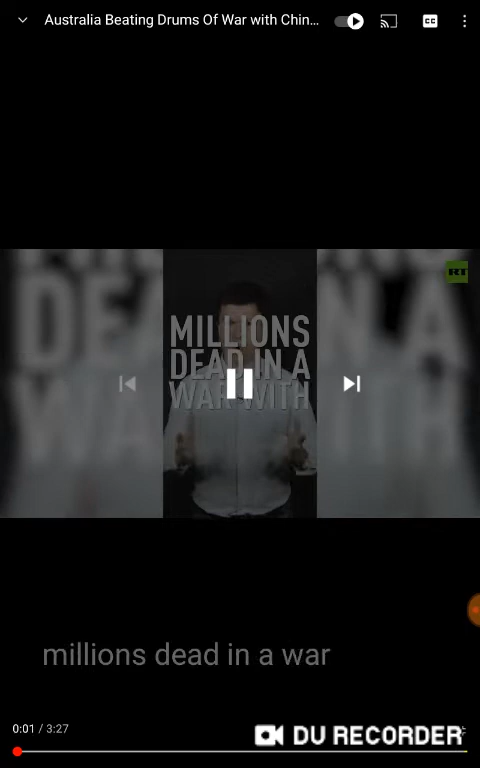 Australia Beating Drums Of War with Chin...
CC
RT
MILLIONS
DEAD IN A
WAR WITH
millions dead in a war
0:01 / 3:27
DU RECORDER